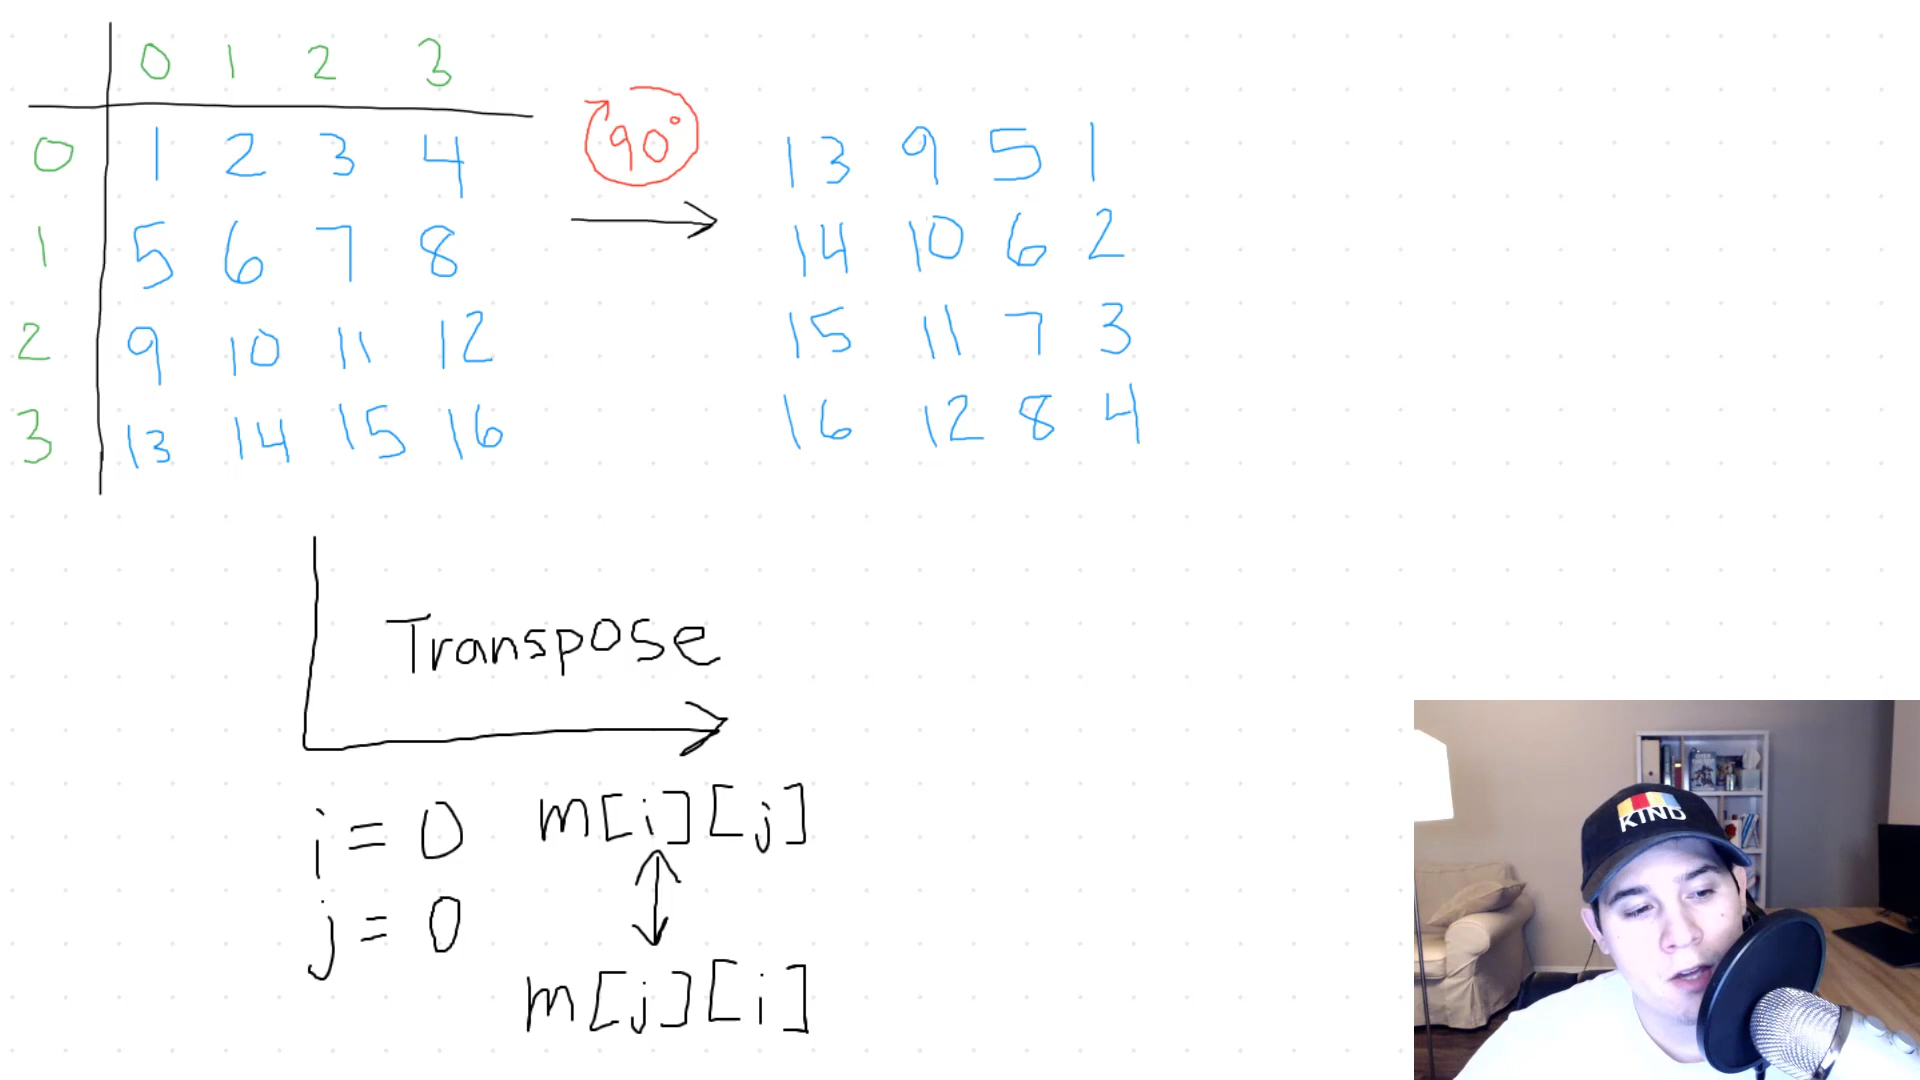 0 1 2 3
0 1 2 3 4
1 5 6 7 8
2 9 10 11 12
3 13 14 15 16
90°
13 9 5 1
14 10 6 2
15 11 7 3
16 12 8 4
Transpose
i = 0
j = 0
m[i][j]
m[j][i]
KIND